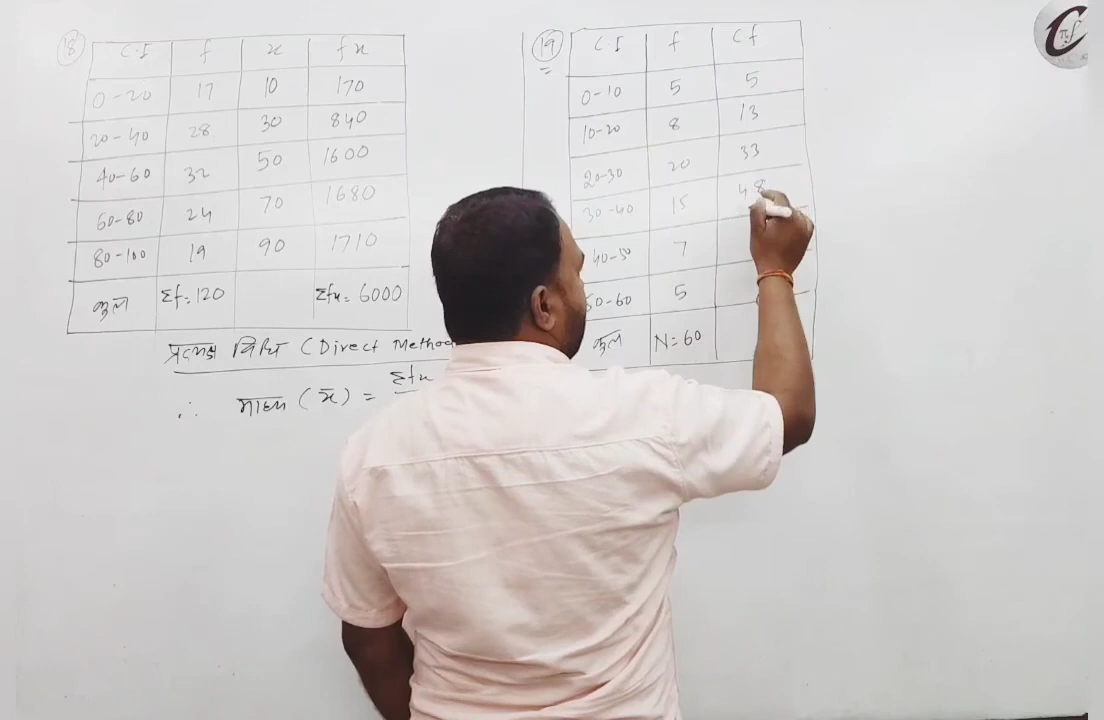 18
C.I f x fx
0-20 17 10 170
20-40 28 30 840
40-60 32 50 1600
60-80 24 70 1680
80-100 19 90 1710
कुल Σf=120 Σfx=6000
प्रत्यक्ष विधि (Direct Method
∴ माध्य (x̄) = Σfx
19
C.I f cf
0-10 5 5
10-20 8 13
20-30 20 33
30-40 15 48
40-50 7
50-60 5
कुल N=60